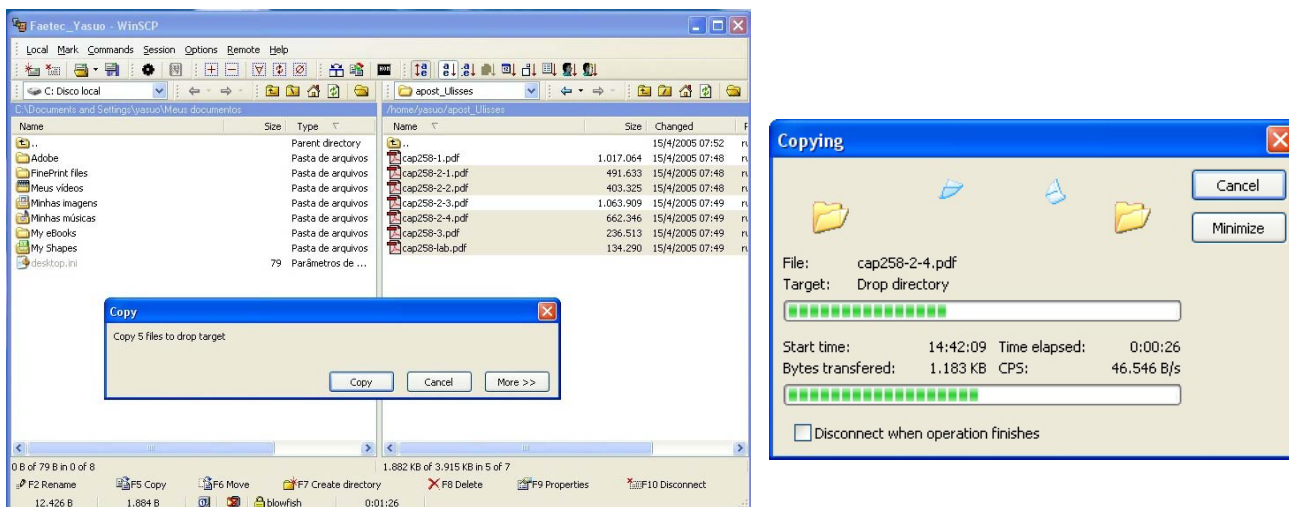 Faetec_Yasuo - WinSCP
Local Mark Commands Session Options Remote Help
C: Disco local
apost_Ulisses
C:\Documents and Settings\yasuo\Meus documentos
/home/yasuo/apost_Ulisses
Name Size Type
Name Size Changed
.. Parent directory
.. 15/4/2005 07:52
Adobe Pasta de arquivos
cap258-1.pdf 1.017.064 15/4/2005 07:48
FinePrint files Pasta de arquivos
cap258-2-1.pdf 491.633 15/4/2005 07:48
Meus vídeos Pasta de arquivos
cap258-2-2.pdf 403.325 15/4/2005 07:48
Minhas imagens Pasta de arquivos
cap258-2-3.pdf 1.063.909 15/4/2005 07:49
Minhas músicas Pasta de arquivos
cap258-2-4.pdf 662.346 15/4/2005 07:49
My eBooks Pasta de arquivos
cap258-3.pdf 236.513 15/4/2005 07:49
My Shapes Pasta de arquivos
cap258-lab.pdf 134.290 15/4/2005 07:49
desktop.ini 79 Parâmetros de ...
Copy
Copy 5 files to drop target
Copy Cancel More >>
0 B of 79 B in 0 of 8
1.882 KB of 3.915 KB in 5 of 7
F2 Rename F5 Copy F6 Move F7 Create directory F8 Delete F9 Properties F10 Disconnect
12.426 B 1.884 B blowfish 0:01:26
Copying
Cancel
Minimize
File: cap258-2-4.pdf
Target: Drop directory
Start time: 14:42:09 Time elapsed: 0:00:26
Bytes transfered: 1.183 KB CPS: 46.546 B/s
Disconnect when operation finishes